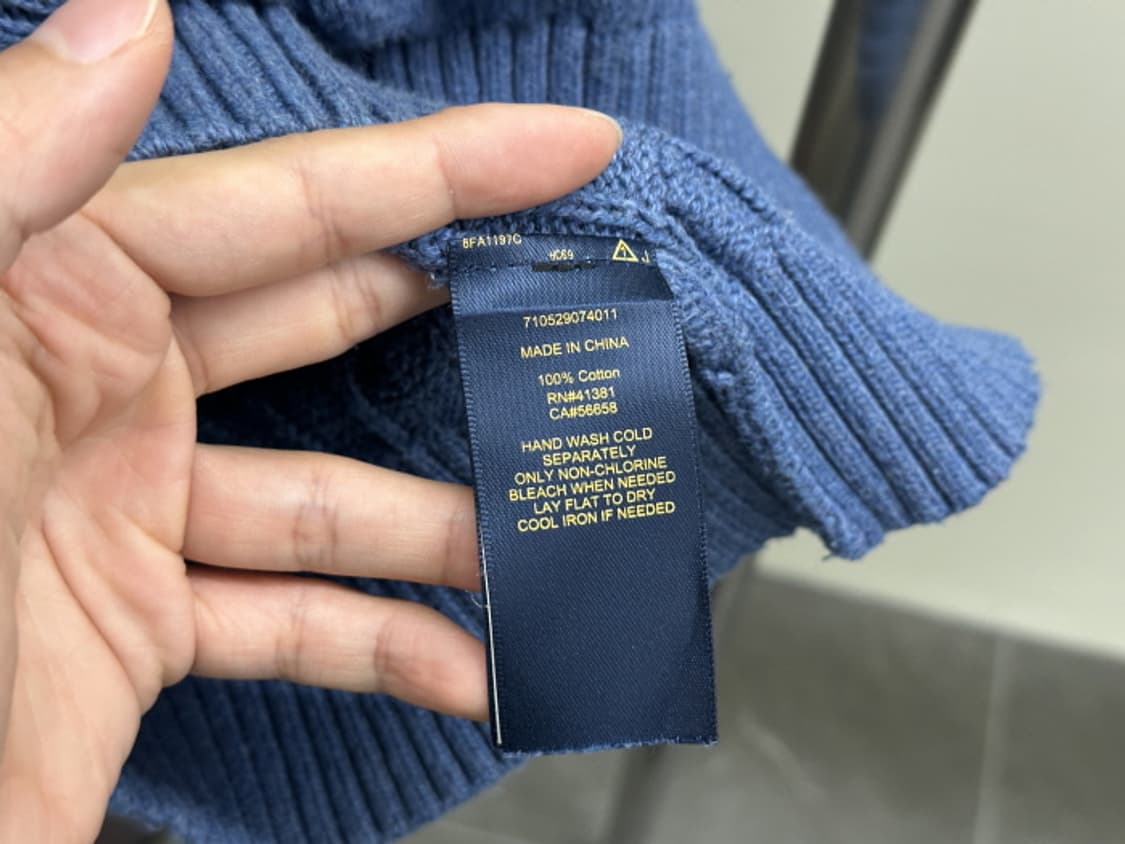 8FA1197C
710529074011
MADE IN CHINA
100% Cotton
RN#41381
CA#56658
HAND WASH COLD
SEPARATELY
ONLY NON-CHLORINE
BLEACH WHEN NEEDED
LAY FLAT TO DRY
COOL IRON IF NEEDED